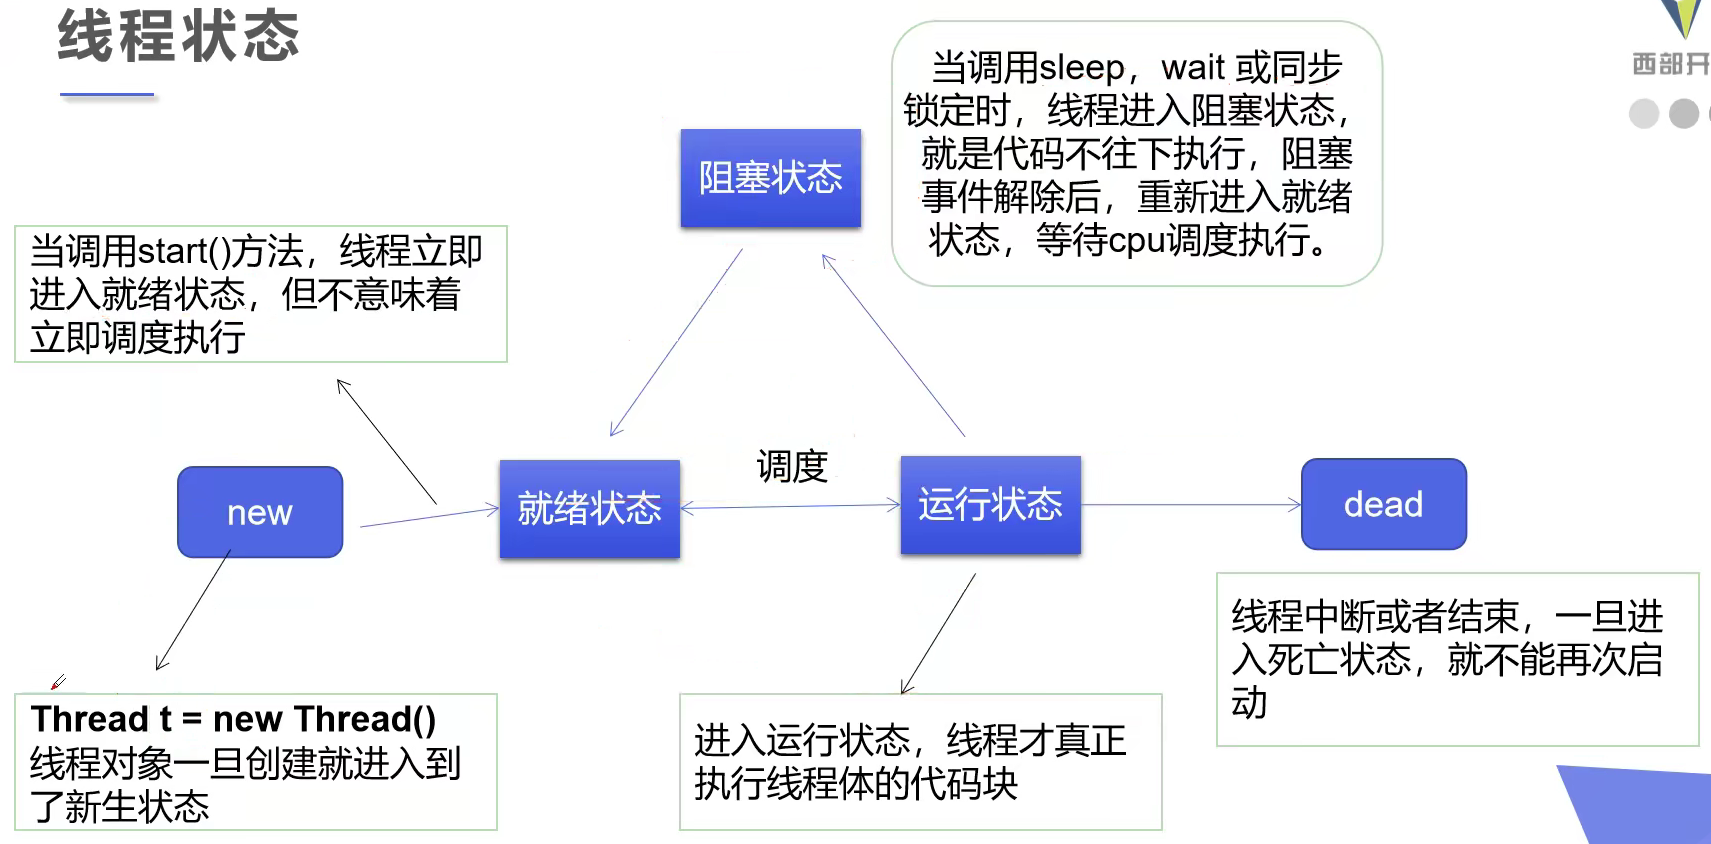 线程状态
西部开
当调用sleep，wait 或同步
锁定时，线程进入阻塞状态，
就是代码不往下执行，阻塞
事件解除后，重新进入就绪
状态，等待cpu调度执行。
阻塞状态
当调用start()方法，线程立即
进入就绪状态，但不意味着
立即调度执行
new
就绪状态
调度
运行状态
dead
Thread t = new Thread()
线程对象一旦创建就进入到
了新生状态
进入运行状态，线程才真正
执行线程体的代码块
线程中断或者结束，一旦进
入死亡状态，就不能再次启
动